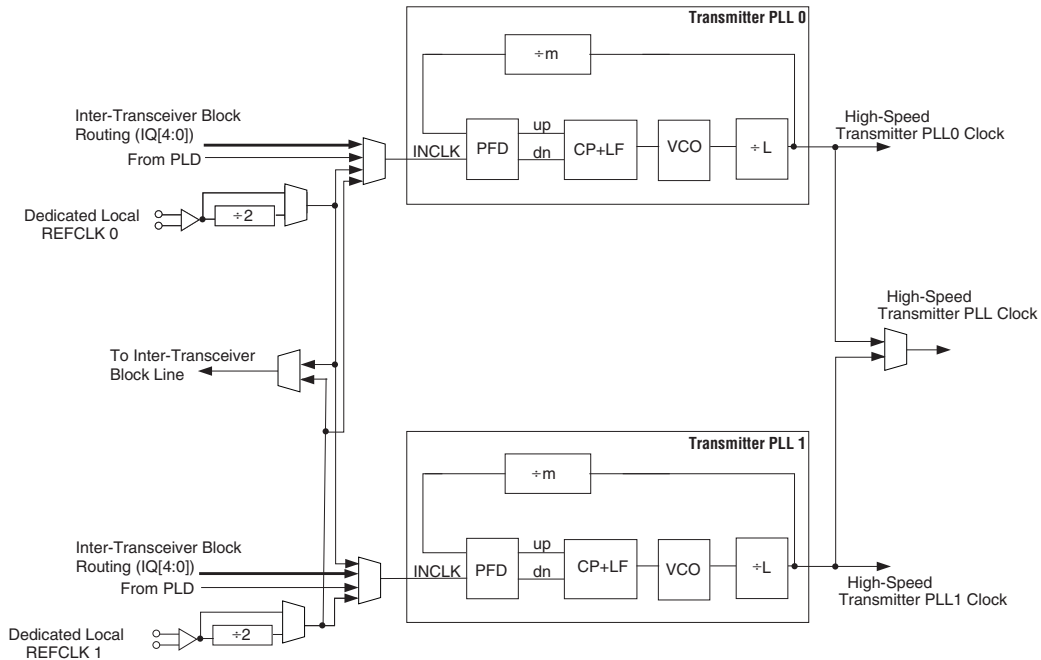 Transmitter PLL 0
÷m
Inter-Transceiver Block
Routing (IQ[4:0])
From PLD
INCLK
PFD
up
dn
CP+LF
VCO
÷L
High-Speed
Transmitter PLL0 Clock
Dedicated Local
REFCLK 0
÷2
High-Speed
Transmitter PLL Clock
To Inter-Transceiver
Block Line
Transmitter PLL 1
÷m
Inter-Transceiver Block
Routing (IQ[4:0])
From PLD
INCLK
PFD
up
dn
CP+LF
VCO
÷L
High-Speed
Transmitter PLL1 Clock
Dedicated Local
REFCLK 1
÷2